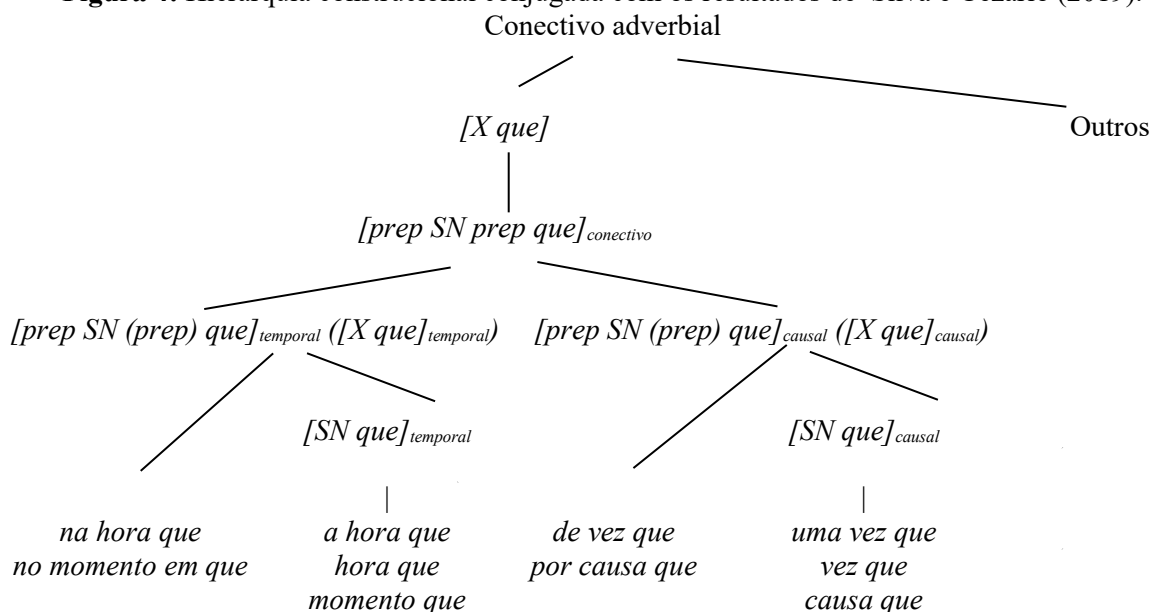 Conectivo adverbial
[X que]
Outros
[prep SN prep que]conectivo
[prep SN (prep) que]temporal ([X que]temporal) [prep SN (prep) que]causal ([X que]causal)
[SN que]temporal [SN que]causal
na hora que a hora que de vez que uma vez que
no momento em que hora que por causa que vez que
momento que causa que